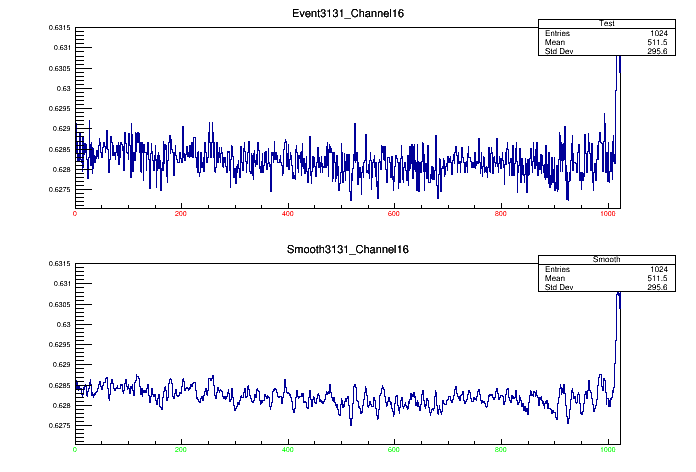 Event3131_Channel16
Test
Entries 1024
Mean 511.5
Std Dev 295.6
0.6315
0.631
0.6305
0.63
0.6295
0.629
0.6285
0.628
0.6275
0 200 400 600 800 1000
Smooth3131_Channel16
Smooth
Entries 1024
Mean 511.5
Std Dev 295.6
0.6315
0.631
0.6305
0.63
0.6295
0.629
0.6285
0.628
0.6275
0 200 400 600 800 1000